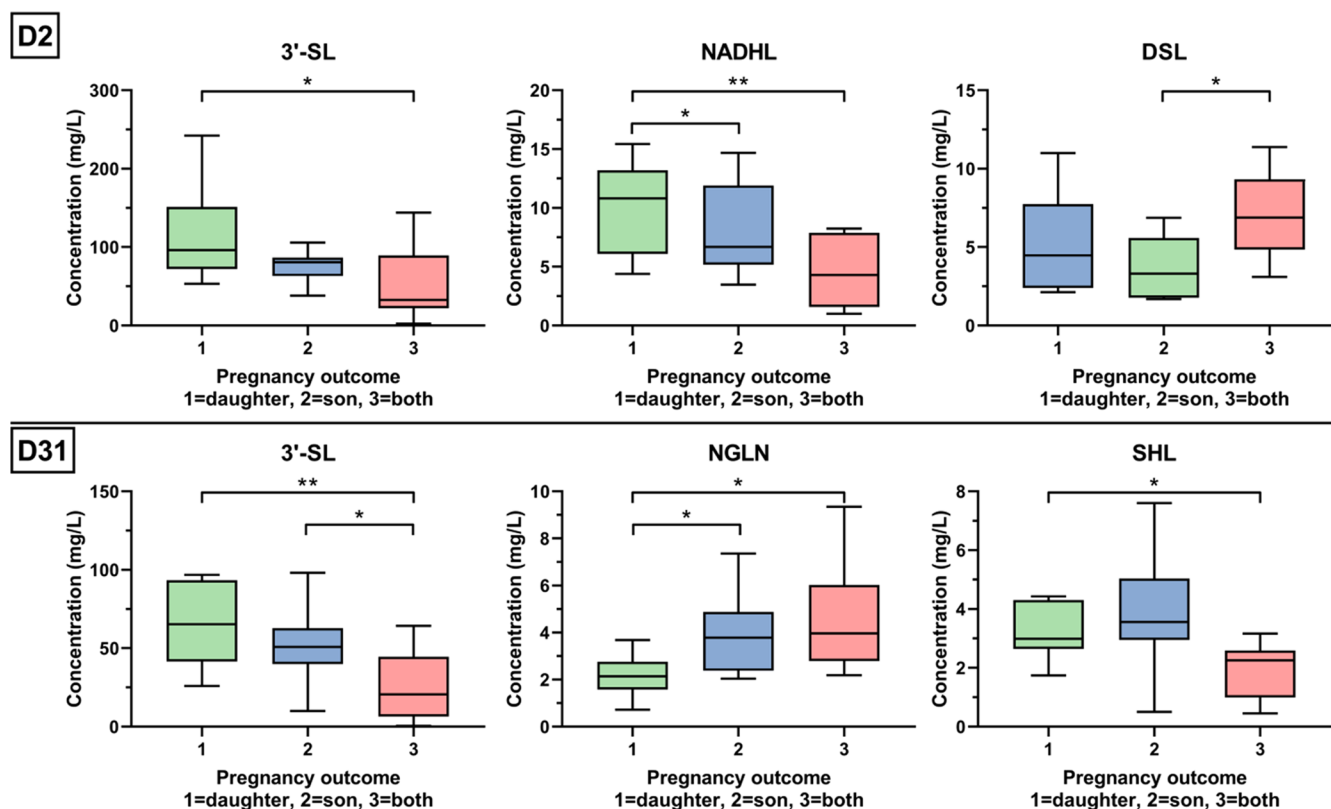 D2
3'-SL
*
Concentration (mg/L)
300
200
100
0
1 2 3
Pregnancy outcome
1=daughter, 2=son, 3=both
NADHL
**
*
Concentration (mg/L)
20
15
10
5
0
1 2 3
Pregnancy outcome
1=daughter, 2=son, 3=both
DSL
*
Concentration (mg/L)
15
10
5
0
1 2 3
Pregnancy outcome
1=daughter, 2=son, 3=both
D31
3'-SL
**
*
Concentration (mg/L)
150
100
50
0
1 2 3
Pregnancy outcome
1=daughter, 2=son, 3=both
NGLN
*
*
Concentration (mg/L)
10
8
6
4
2
0
1 2 3
Pregnancy outcome
1=daughter, 2=son, 3=both
SHL
*
Concentration (mg/L)
8
6
4
2
0
1 2 3
Pregnancy outcome
1=daughter, 2=son, 3=both